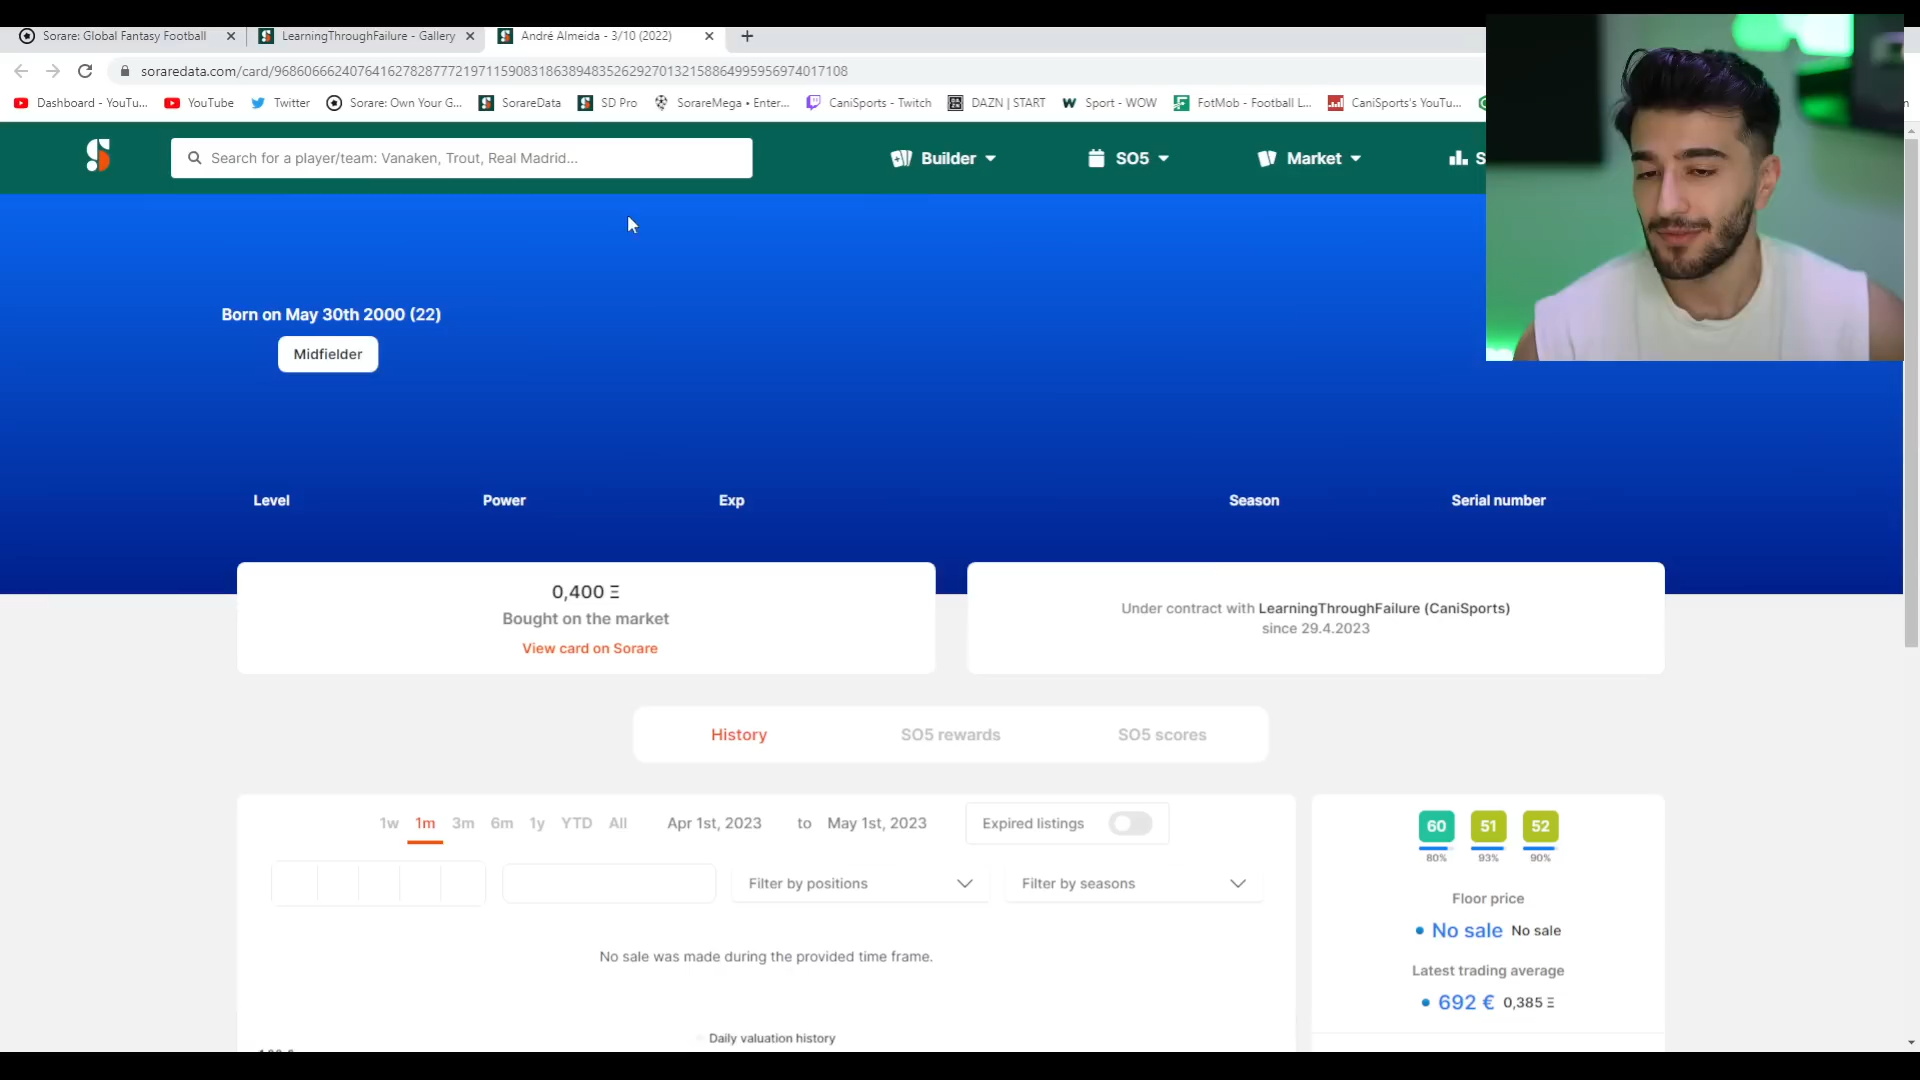 Sorare: Global Fantasy Football
LearningThroughFailure - Gallery
André Almeida - 3/10 (2022)
soraredata.com/card/96860666240764162782877721971159083186389483526292701321588649959569740​17108
Dashboard - YouTu...
YouTube
Twitter
Sorare: Own Your G...
SorareData
SD Pro
SorareMega • Enter...
CaniSports - Twitch
DAZN | START
Sport - WOW
FotMob - Football L...
CaniSports's YouTu...
Search for a player/team: Vanaken, Trout, Real Madrid...
Builder
SO5
Market
S
Born on May 30th 2000 (22)
Midfielder
Level
Power
Exp
Season
Serial number
0,400 Ξ
Bought on the market
View card on Sorare
Under contract with LearningThroughFailure (CaniSports)
since 29.4.2023
History
SO5 rewards
SO5 scores
1w 1m 3m 6m 1y YTD All
Apr 1st, 2023 to May 1st, 2023
Expired listings
Filter by positions
Filter by seasons
No sale was made during the provided time frame.
Daily valuation history
60 51 52
80% 93% 90%
Floor price
No sale No sale
Latest trading average
692 € 0,385 Ξ